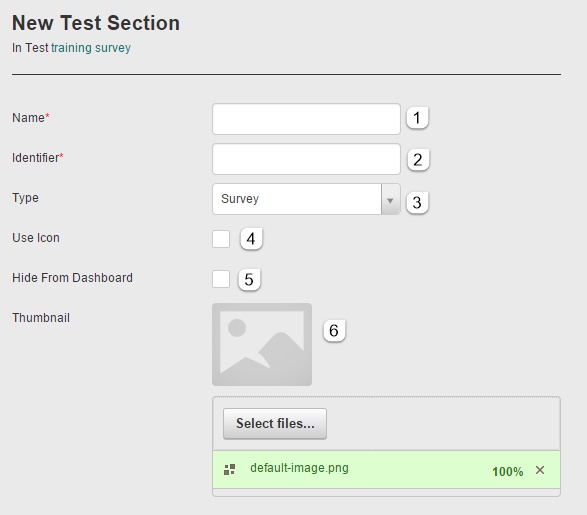 New Test Section
In Test training survey
Name* 1
Identifier* 2
Type Survey 3
Use Icon 4
Hide From Dashboard 5
Thumbnail 6
Select files...
default-image.png 100% ×